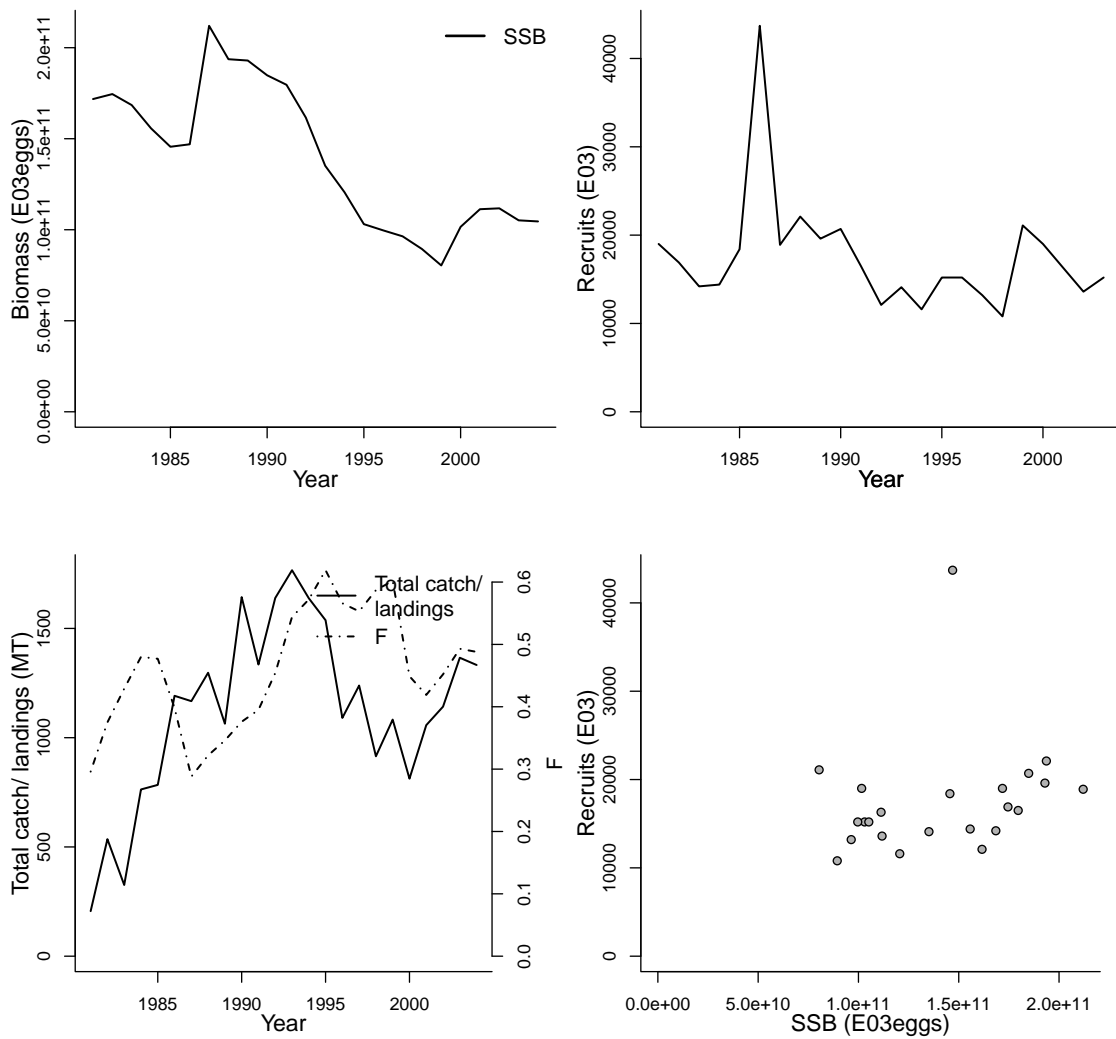 SSB
Biomass (E03eggs)
0.0e+00
5.0e+10
1.0e+11
1.5e+11
2.0e+11
1985
1990
1995
2000
Year
Recruits (E03)
0
10000
20000
30000
40000
1985
1990
1995
2000
Year
Total catch/ landings (MT)
0
500
1000
1500
Total catch/
landings
F
0.0
0.1
0.2
0.3
0.4
0.5
0.6
F
1985
1990
1995
2000
Year
Recruits (E03)
0
10000
20000
30000
40000
0.0e+00
5.0e+10
1.0e+11
1.5e+11
2.0e+11
SSB (E03eggs)